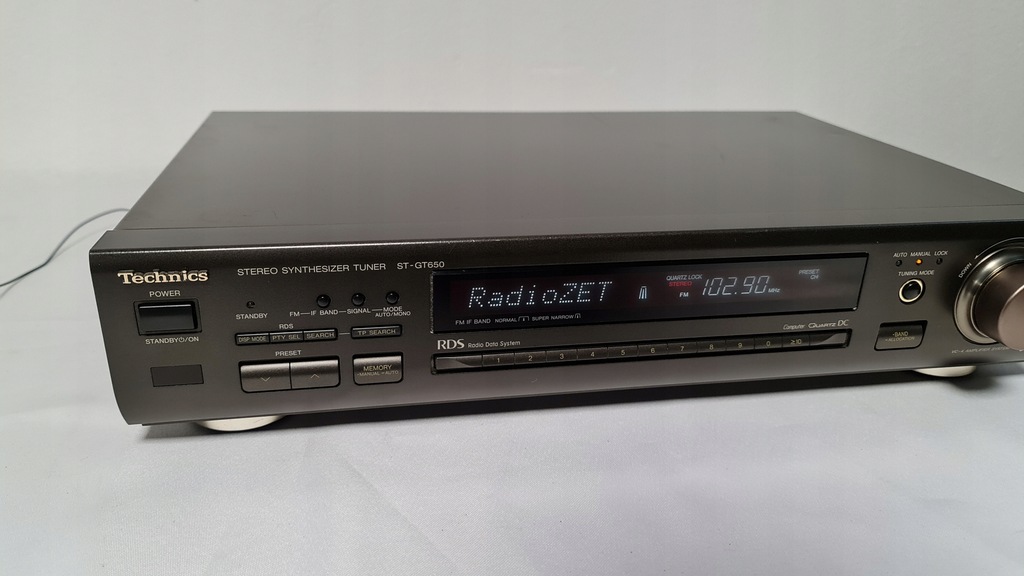 Technics
STEREO SYNTHESIZER TUNER ST-GT650
POWER
STANDBY⏻/ON
STANDBY
FM
IF BAND
SIGNAL
MODE
AUTO/MONO
RDS
DISP MODE
PTY SEL
SEARCH
TP SEARCH
PRESET
MEMORY
MANUAL
AUTO
RadioZET
QUARTZ LOCK
STEREO
FM 102.90 MHz
PRESET
CH
FM IF BAND NORMAL SUPER NARROW
Computer QUARTZ DC
RDS Radio Data System
1 2 3 4 5 6 7 8 9 0 ≥10
AUTO MANUAL LOCK
TUNING MODE
BAND
ALLOCATION
DOWN